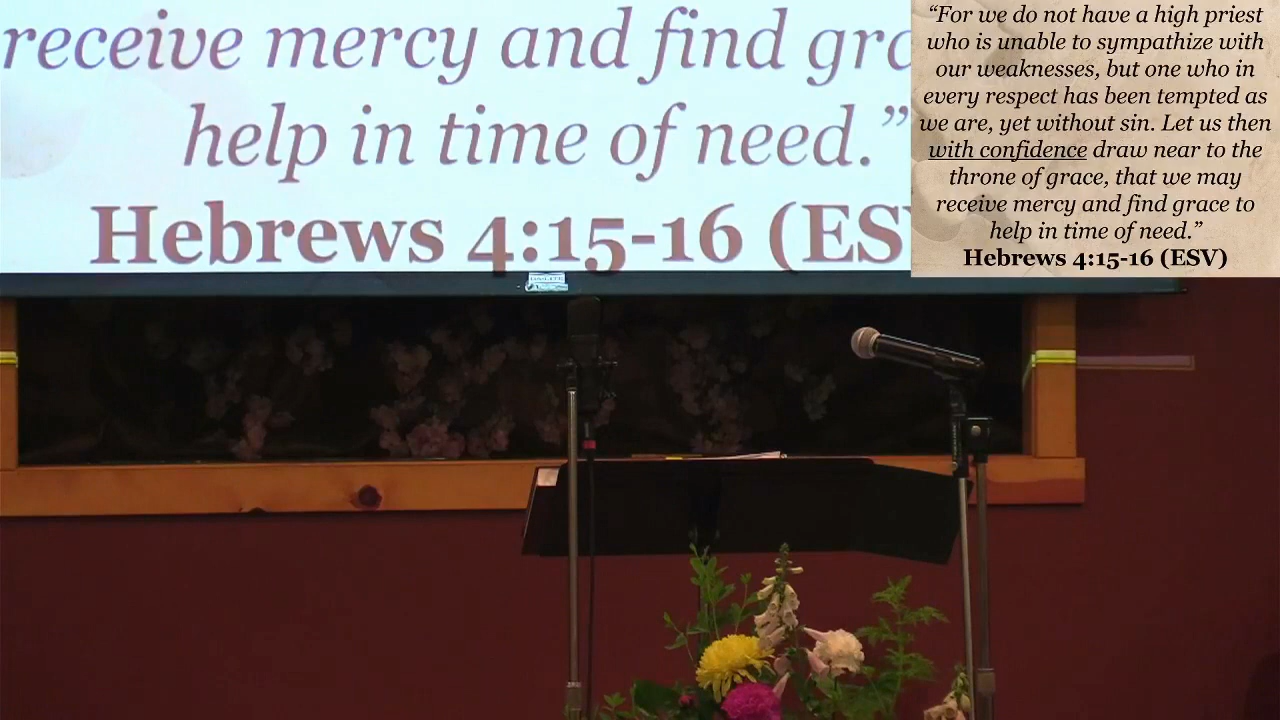 receive mercy and find gra
help in time of need.”
Hebrews 4:15-16 (ES
“For we do not have a high priest
who is unable to sympathize with
our weaknesses, but one who in
every respect has been tempted as
we are, yet without sin. Let us then
with confidence draw near to the
throne of grace, that we may
receive mercy and find grace to
help in time of need.”
Hebrews 4:15-16 (ESV)